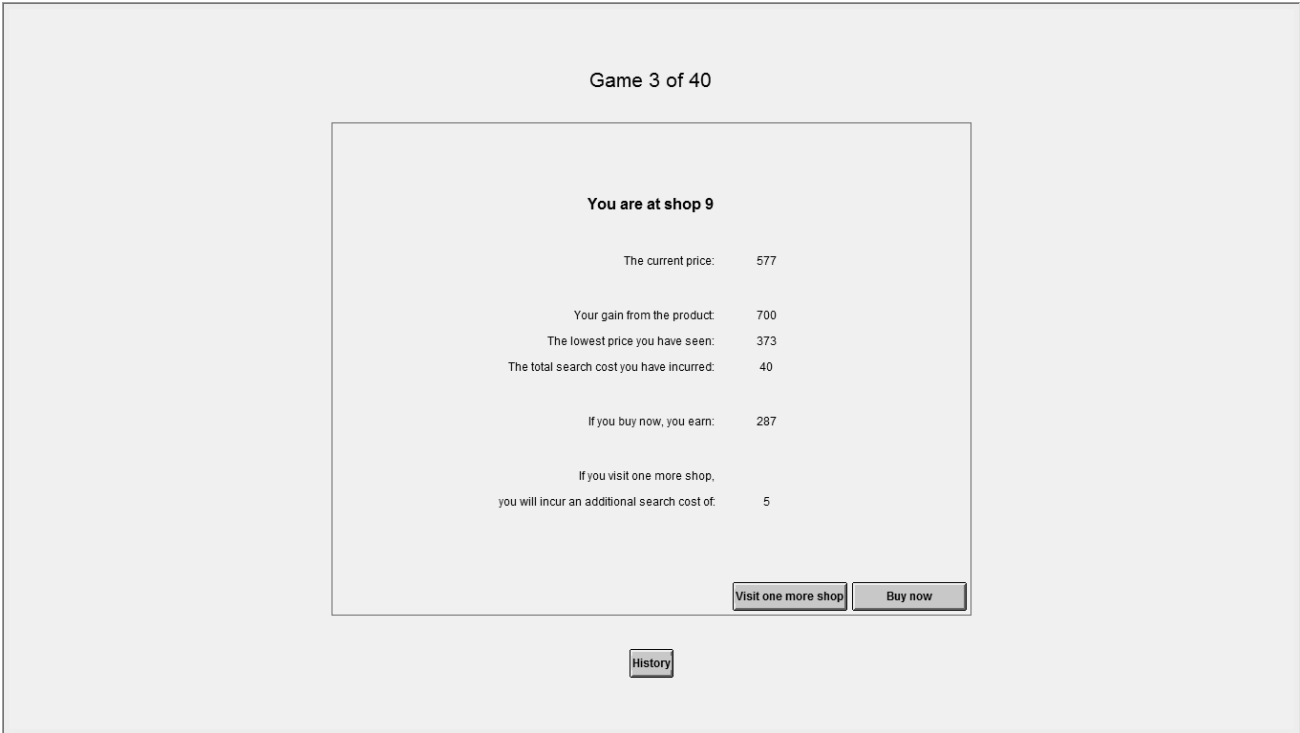 Game 3 of 40
You are at shop 9
The current price: 577
Your gain from the product: 700
The lowest price you have seen: 373
The total search cost you have incurred: 40
If you buy now, you earn: 287
If you visit one more shop,
you will incur an additional search cost of: 5
Visit one more shop Buy now
History